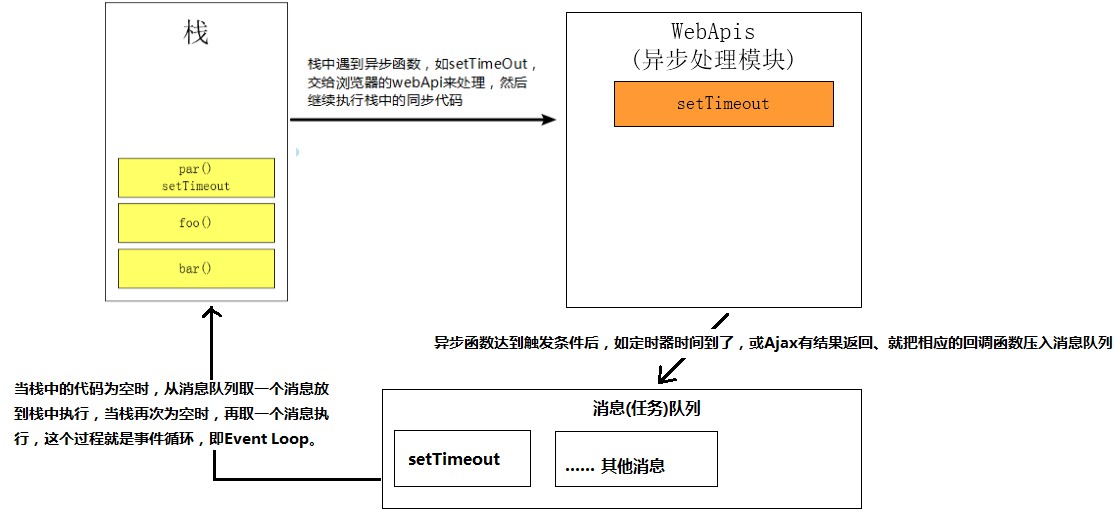 栈
par()
setTimeout
foo()
bar()
栈中遇到异步函数，如setTimeOut，
交给浏览器的webApi来处理，然后
继续执行栈中的同步代码
WebApis
(异步处理模块)
setTimeout
异步函数达到触发条件后，如定时器时间到了，或Ajax有结果返回、就把相应的回调函数压入消息队列
当栈中的代码为空时，从消息队列取一个消息放
到栈中执行，当栈再次为空时，再取一个消息执
行，这个过程就是事件循环，即Event Loop。
消息(任务)队列
setTimeout
...... 其他消息